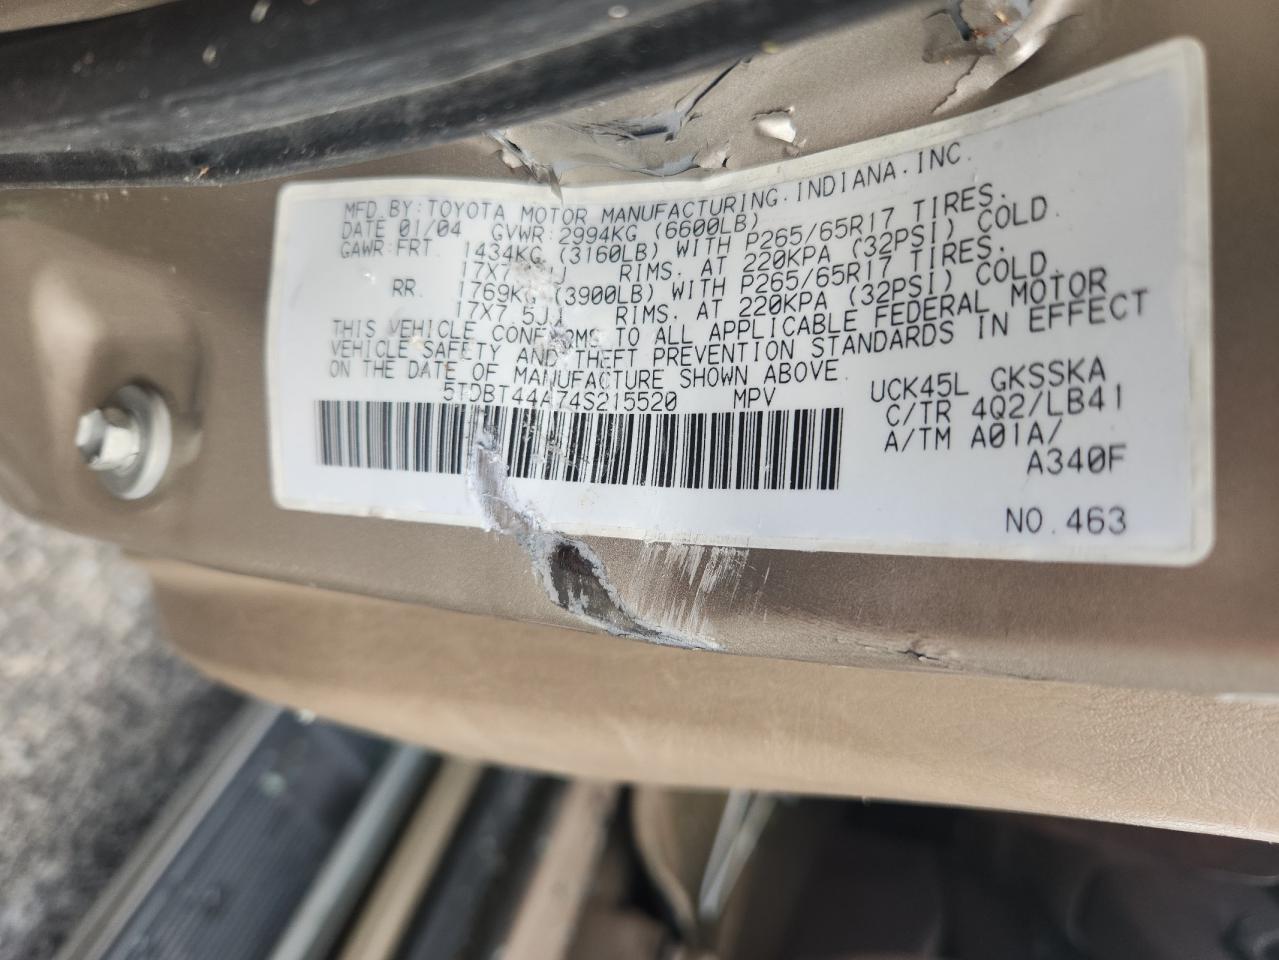 MFD.BY:TOYOTA MOTOR MANUFACTURING.INDIANA.INC.
DATE 01/04 GVWR:2994KG (6600LB)
GAWR:FRT. 1434KG (3160LB) WITH P265/65R17 TIRES.
17X7 JJ RIMS. AT 220KPA (32PSI) COLD.
RR. 1769KG (3900LB) WITH P265/65R17 TIRES.
17X7.5JJ RIMS. AT 220KPA (32PSI) COLD.
THIS VEHICLE CONFORMS TO ALL APPLICABLE FEDERAL MOTOR
VEHICLE SAFETY AND THEFT PREVENTION STANDARDS IN EFFECT
ON THE DATE OF MANUFACTURE SHOWN ABOVE.
5TDBT44A74S215520 MPV
UCK45L GKSSKA
C/TR 4Q2/LB41
A/TM A01A/
A340F
NO.463